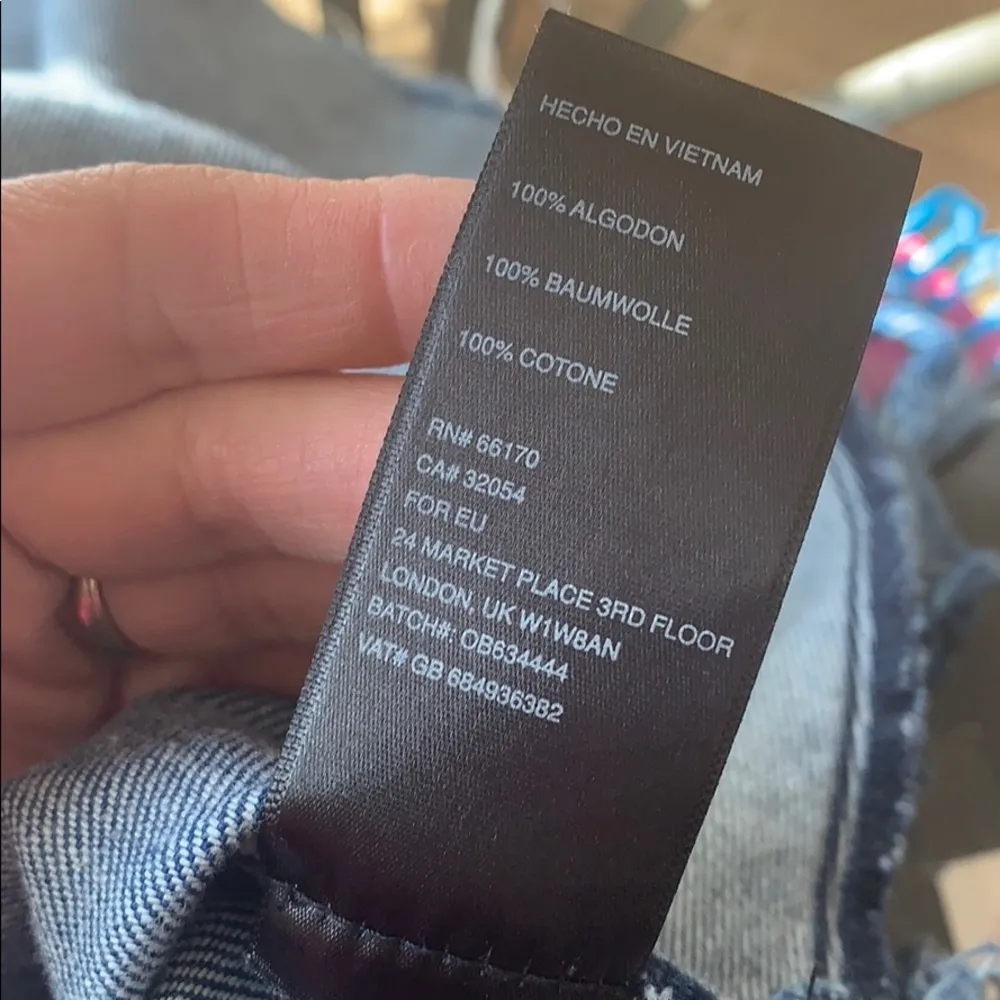 HECHO EN VIETNAM
100% ALGODON
100% BAUMWOLLE
100% COTONE
RN# 66170
CA# 32054
FOR EU
24 MARKET PLACE 3RD FLOOR
LONDON, UK W1W8AN
BATCH#: OB634444
VAT# GB 684936382